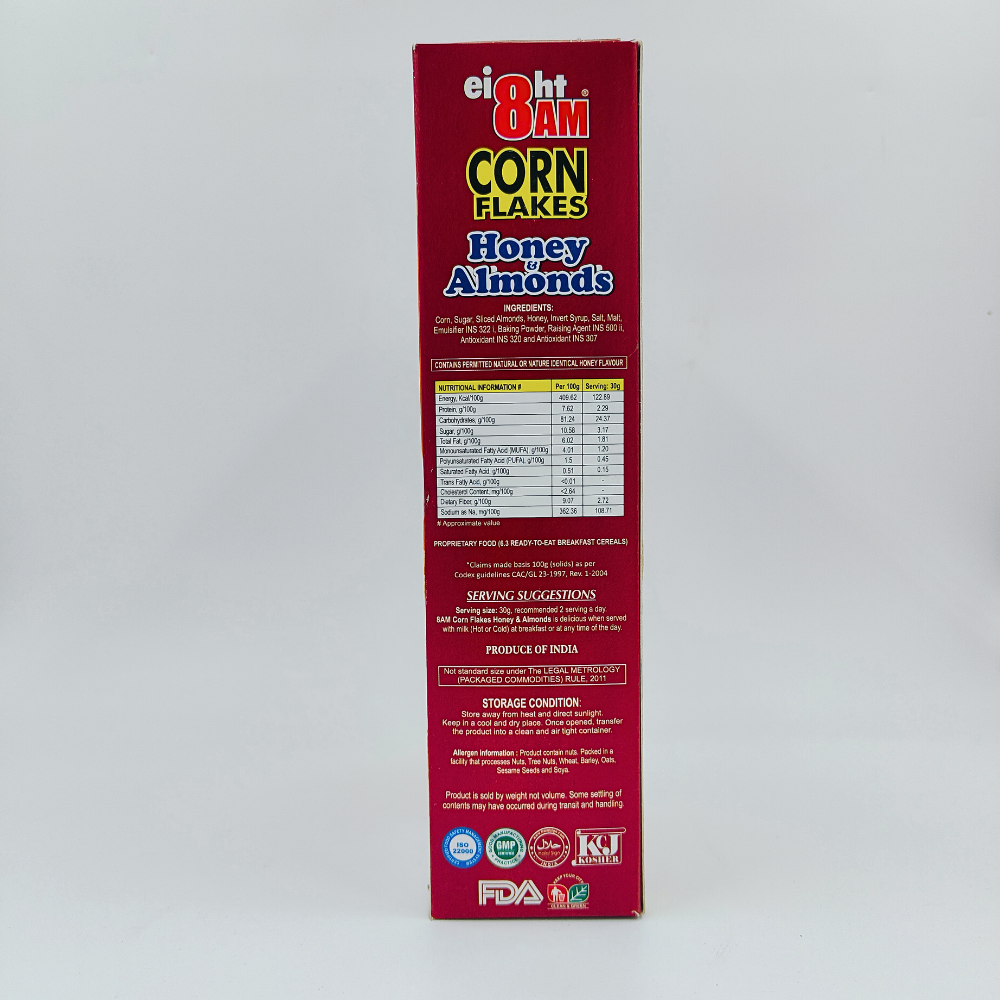 ei8ht
8AM®
CORN
FLAKES
Honey
&
Almonds
INGREDIENTS:
Corn, Sugar, Sliced Almonds, Honey, Invert Syrup, Salt, Malt,
Emulsifier INS 322 i, Baking Powder, Raising Agent INS 500 ii,
Antioxidant INS 320 and Antioxidant INS 307
CONTAINS PERMITTED NATURAL OR NATURE IDENTICAL HONEY FLAVOUR
NUTRITIONAL INFORMATION # Per 100g Serving: 30g
Energy, Kcal/100g 409.62 122.89
Protein, g/100g 7.62 2.29
Carbohydrates, g/100g 81.24 24.37
Sugar, g/100g 10.56 3.17
Total Fat, g/100g 6.02 1.81
Monounsaturated Fatty Acid (MUFA), g/100g 4.01 1.20
Polyunsaturated Fatty Acid (PUFA), g/100g 1.5 0.45
Saturated Fatty Acid, g/100g 0.51 0.15
Trans Fatty Acid, g/100g <0.01 -
Cholesterol Content, mg/100g <2.64 -
Dietary Fiber, g/100g 9.07 2.72
Sodium as Na, mg/100g 362.36 108.71
# Approximate value
PROPRIETARY FOOD (6.3 READY-TO-EAT BREAKFAST CEREALS)
*Claims made basis 100g (solids) as per
Codex guidelines CAC/GL 23-1997, Rev. 1-2004
SERVING SUGGESTIONS
Serving size: 30g, recommended 2 serving a day.
8AM Corn Flakes Honey & Almonds is delicious when served
with milk (Hot or Cold) at breakfast or at any time of the day.
PRODUCE OF INDIA
Not standard size under The LEGAL METROLOGY
(PACKAGED COMMODITIES) RULE, 2011
STORAGE CONDITION:
Store away from heat and direct sunlight.
Keep in a cool and dry place. Once opened, transfer
the product into a clean and air tight container.
Allergen Information : Product contain nuts. Packed in a
facility that processes Nuts, Tree Nuts, Wheat, Barley, Oats,
Sesame Seeds and Soya.
Product is sold by weight not volume. Some settling of
contents may have occurred during transit and handling.
ISO
22000
GOOD MANUFACTURING
GMP
PRACTICE
حلال
INDIA
KJ
KOSHER
FDA
KEEP YOUR CITY
CLEAN & GREEN